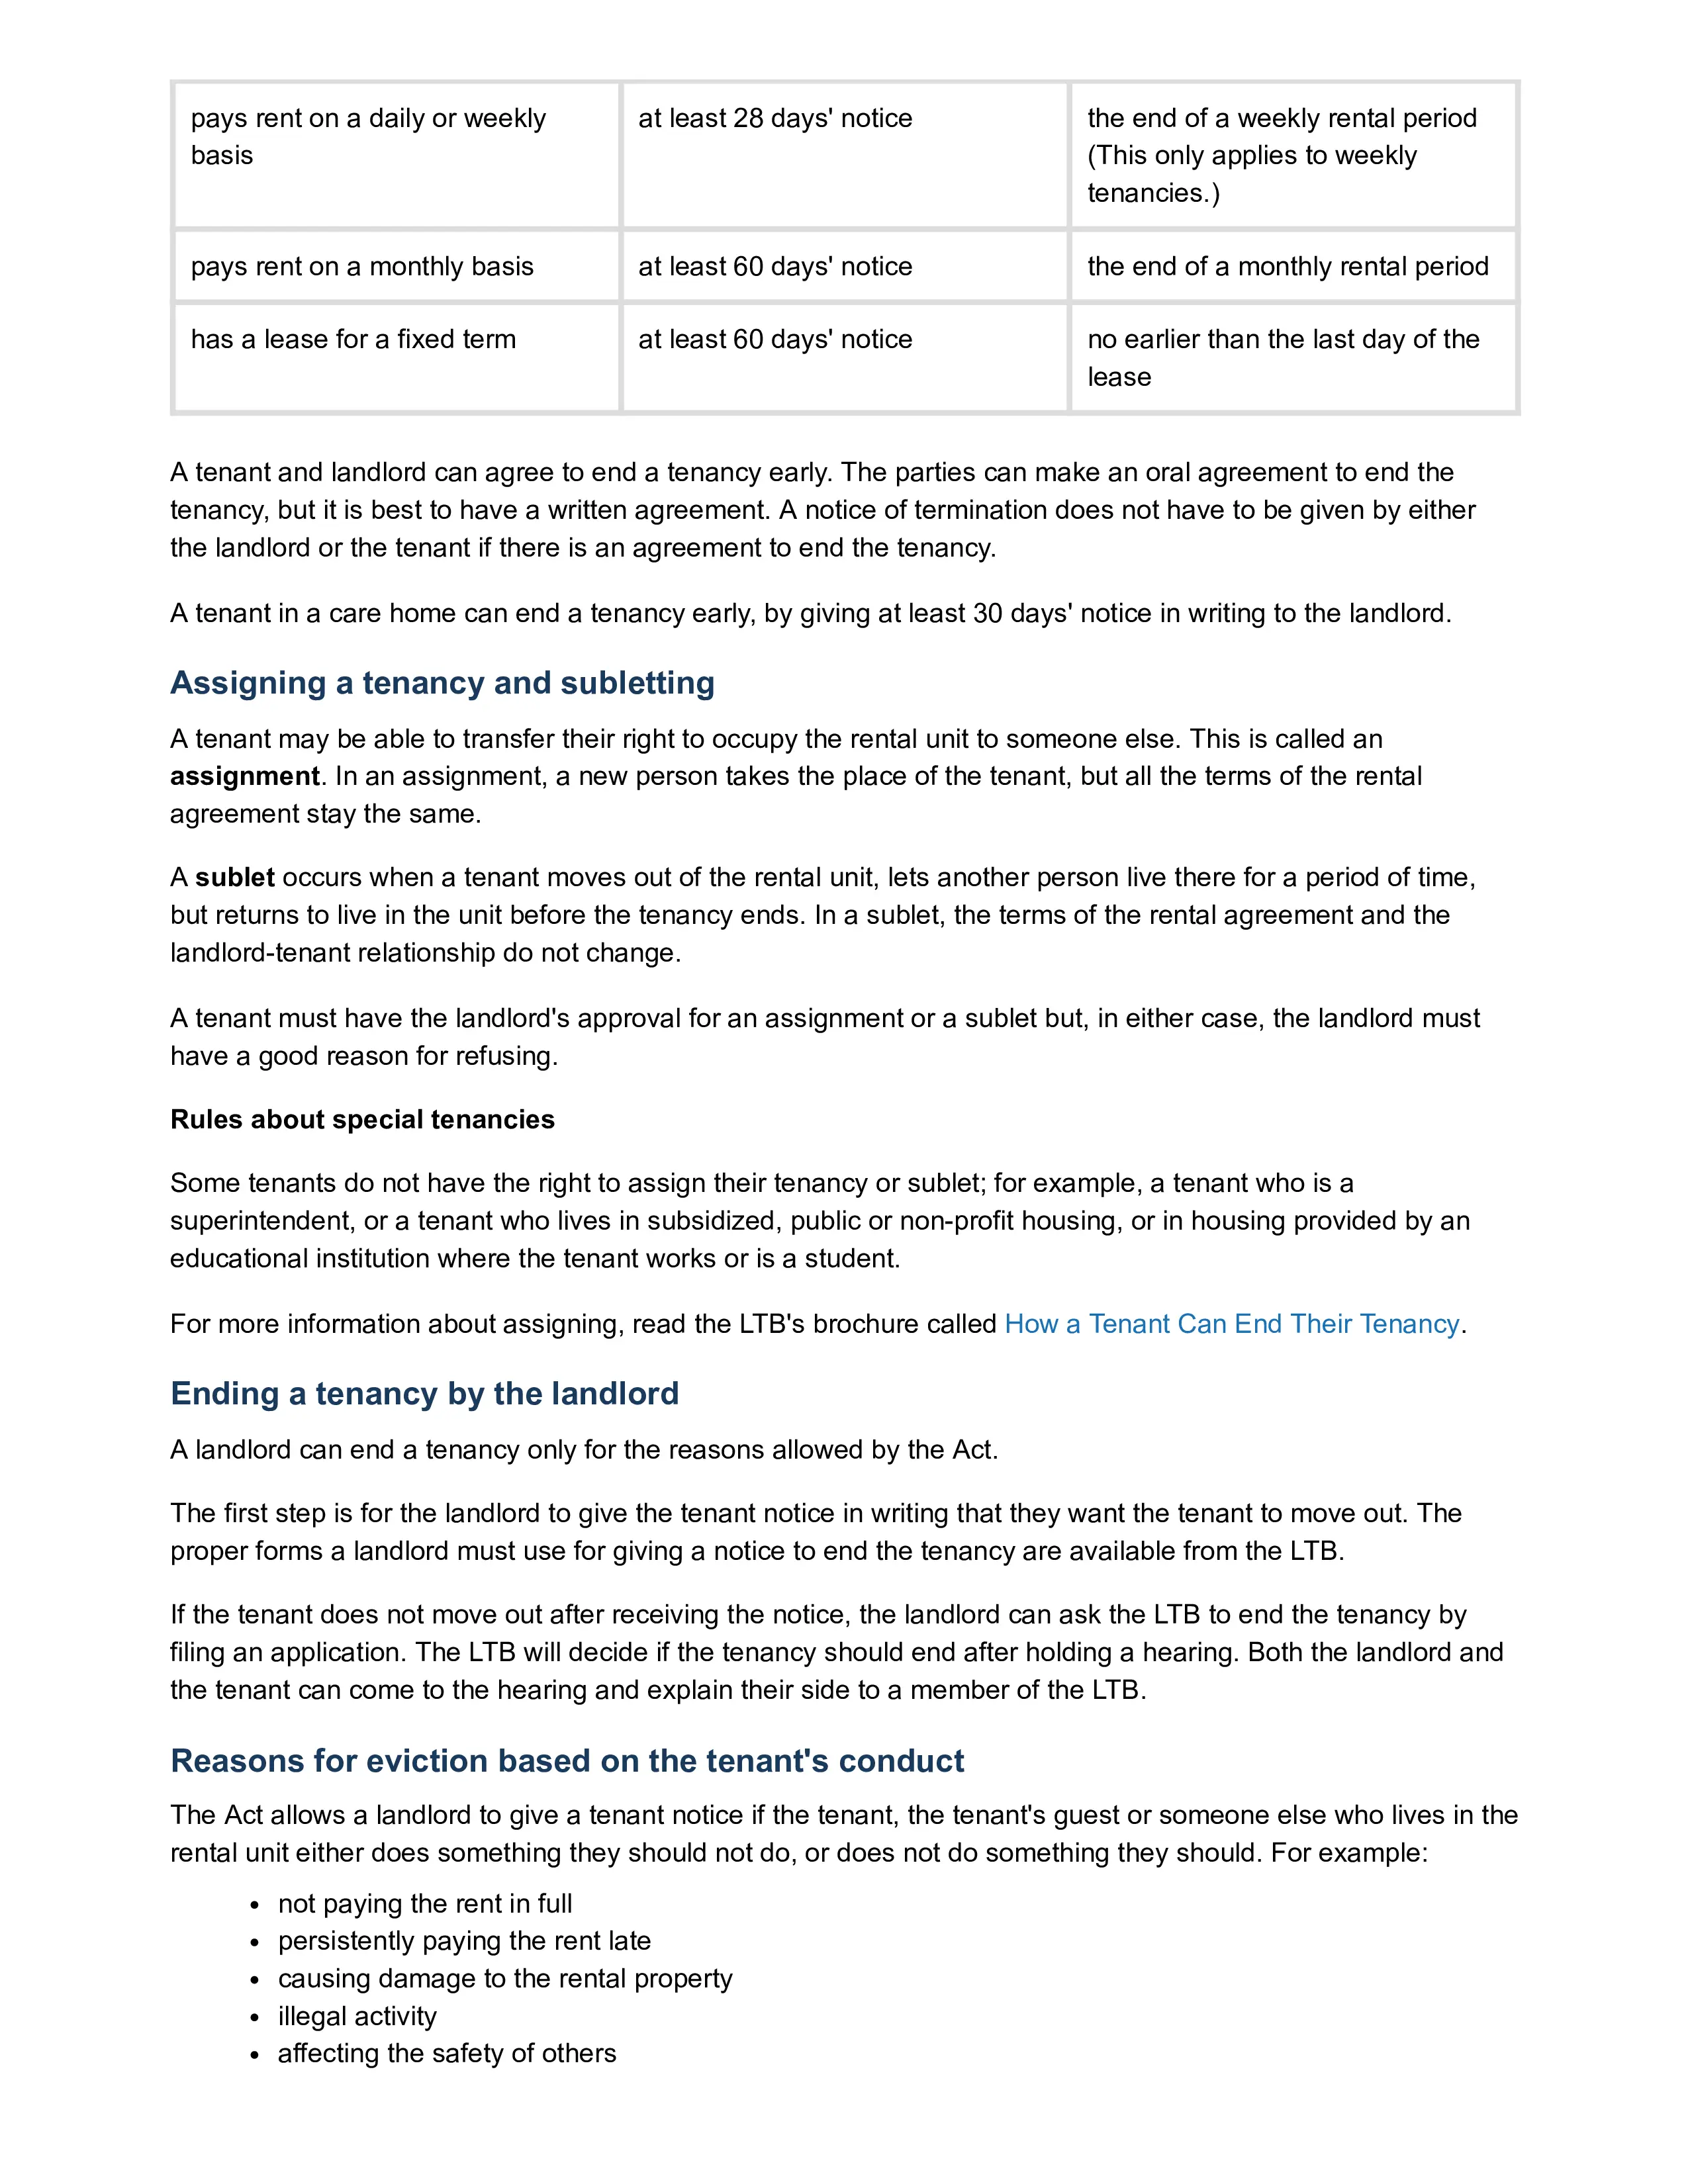 pays rent on a daily or weekly
basis
at least 28 days' notice
the end of a weekly rental period
(This only applies to weekly
tenancies.)
pays rent on a monthly basis
at least 60 days' notice
the end of a monthly rental period
has a lease for a fixed term
at least 60 days' notice
no earlier than the last day of the
lease
A tenant and landlord can agree to end a tenancy early. The parties can make an oral agreement to end the
tenancy, but it is best to have a written agreement. A notice of termination does not have to be given by either
the landlord or the tenant if there is an agreement to end the tenancy.
A tenant in a care home can end a tenancy early, by giving at least 30 days' notice in writing to the landlord.
Assigning a tenancy and subletting
A tenant may be able to transfer their right to occupy the rental unit to someone else. This is called an
assignment. In an assignment, a new person takes the place of the tenant, but all the terms of the rental
agreement stay the same.
A sublet occurs when a tenant moves out of the rental unit, lets another person live there for a period of time,
but returns to live in the unit before the tenancy ends. In a sublet, the terms of the rental agreement and the
landlord-tenant relationship do not change.
A tenant must have the landlord's approval for an assignment or a sublet but, in either case, the landlord must
have a good reason for refusing.
Rules about special tenancies
Some tenants do not have the right to assign their tenancy or sublet; for example, a tenant who is a
superintendent, or a tenant who lives in subsidized, public or non-profit housing, or in housing provided by an
educational institution where the tenant works or is a student.
For more information about assigning, read the LTB's brochure called How a Tenant Can End Their Tenancy.
Ending a tenancy by the landlord
A landlord can end a tenancy only for the reasons allowed by the Act.
The first step is for the landlord to give the tenant notice in writing that they want the tenant to move out. The
proper forms a landlord must use for giving a notice to end the tenancy are available from the LTB.
If the tenant does not move out after receiving the notice, the landlord can ask the LTB to end the tenancy by
filing an application. The LTB will decide if the tenancy should end after holding a hearing. Both the landlord and
the tenant can come to the hearing and explain their side to a member of the LTB.
Reasons for eviction based on the tenant's conduct
The Act allows a landlord to give a tenant notice if the tenant, the tenant's guest or someone else who lives in the
rental unit either does something they should not do, or does not do something they should. For example:
• not paying the rent in full
• persistently paying the rent late
• causing damage to the rental property
• illegal activity
• affecting the safety of others